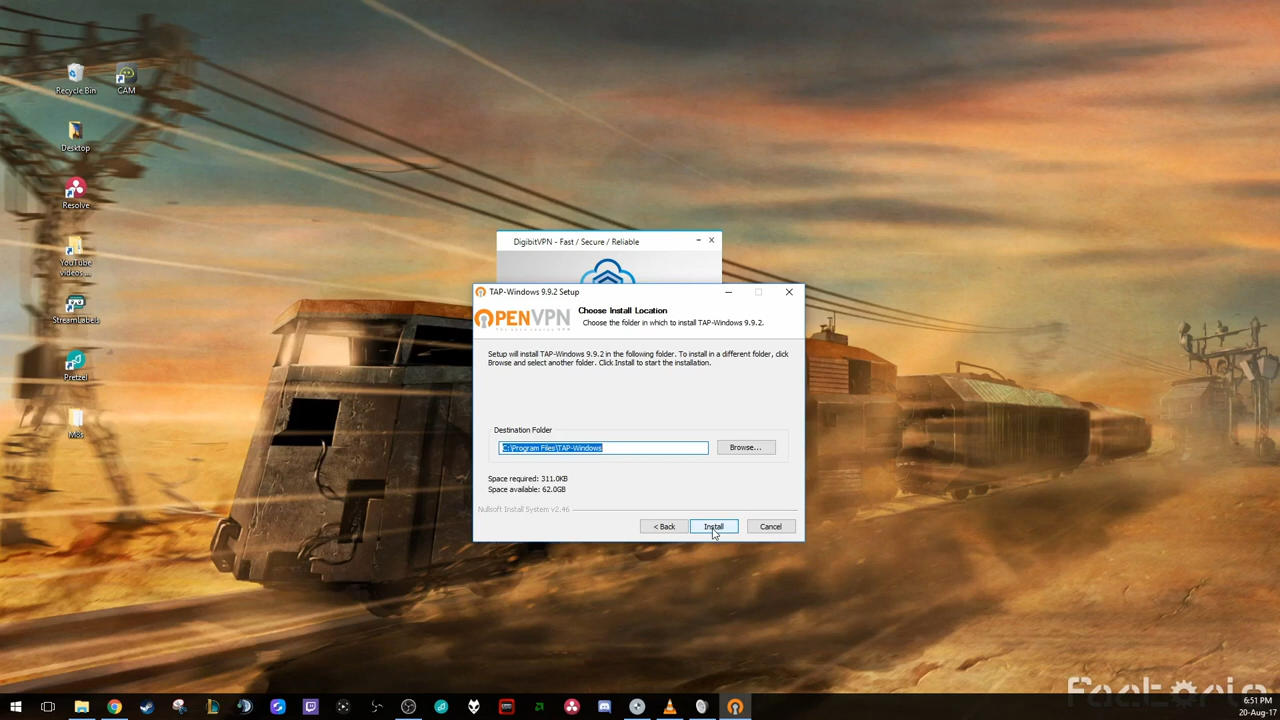 Recycle Bin
CAM
Desktop
Resolve
YouTube
videos ...
StreamLabels
Pretzel
DigibitVPN - Fast / Secure / Reliable
TAP-Windows 9.9.2 Setup
OPENVPN
Choose Install Location
Choose the folder in which to install TAP-Windows 9.9.2.
Setup will install TAP-Windows 9.9.2 in the following folder. To install in a different folder, click
Browse and select another folder. Click Install to start the installation.
Destination Folder
C:\Program Files\TAP-Windows
Browse...
Space required: 311.0KB
Space available: 62.0GB
Nullsoft Install System v2.46
< Back
Install
Cancel
Factorio
6:51 PM
20-Aug-17